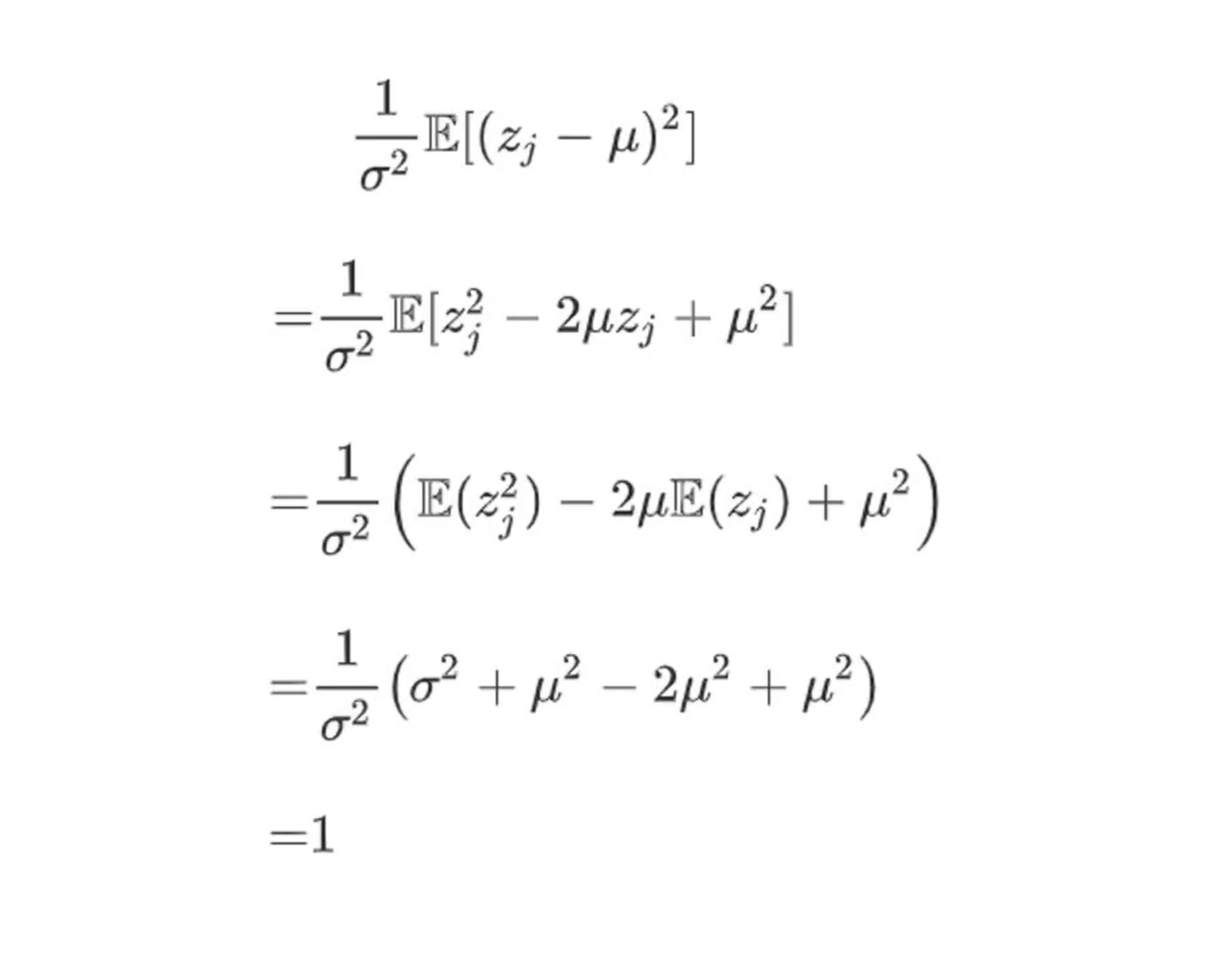 \frac{1}{\sigma^2}\mathbb{E}[(z_j - \mu)^2]
=\frac{1}{\sigma^2}\mathbb{E}[z_j^2 - 2\mu z_j + \mu^2]
=\frac{1}{\sigma^2}\left(\mathbb{E}(z_j^2) - 2\mu\mathbb{E}(z_j) + \mu^2\right)
=\frac{1}{\sigma^2}\left(\sigma^2 + \mu^2 - 2\mu^2 + \mu^2\right)
=1